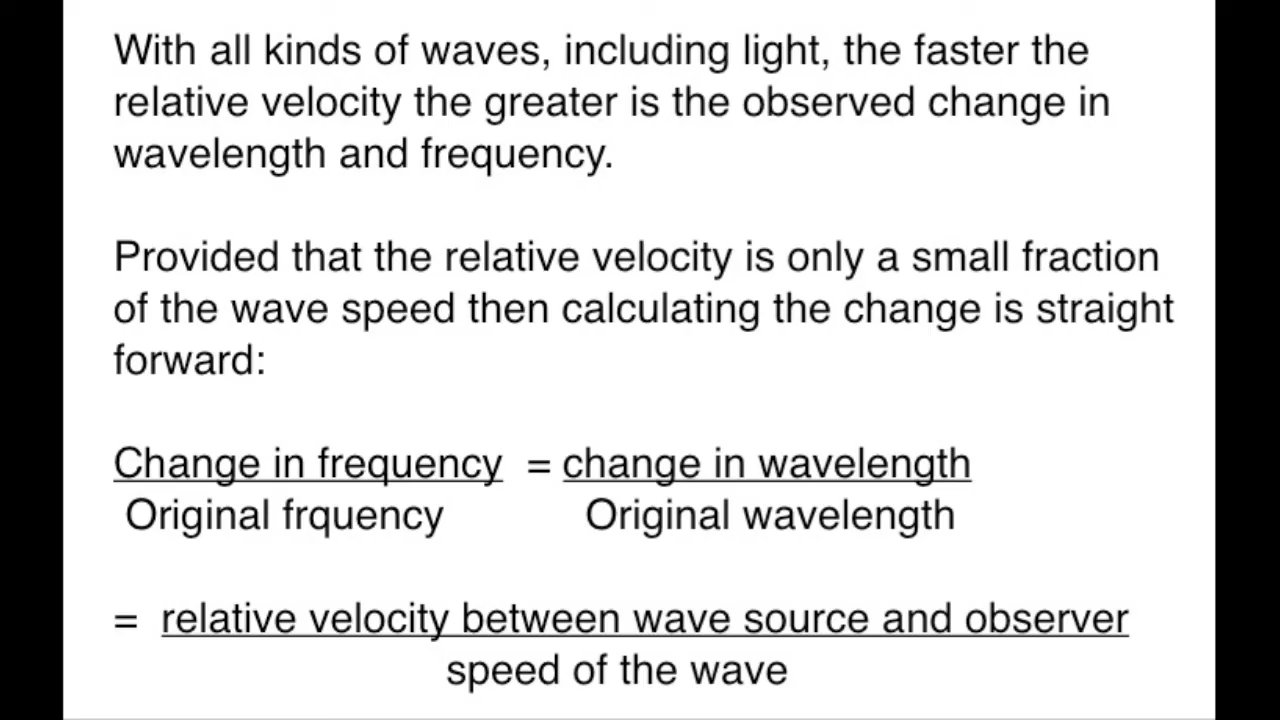 With all kinds of waves, including light, the faster the
relative velocity the greater is the observed change in
wavelength and frequency.
Provided that the relative velocity is only a small fraction
of the wave speed then calculating the change is straight
forward:
Change in frequency = change in wavelength
Original frquency Original wavelength
= relative velocity between wave source and observer
speed of the wave